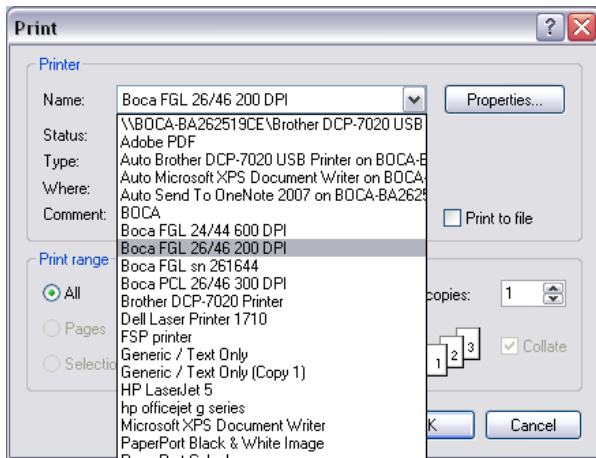 Print
Printer
Name: Boca FGL 26/46 200 DPI Properties...
Status: \\BOCA-BA262519CE\Brother DCP-7020 USB
Adobe PDF
Type: Auto Brother DCP-7020 USB Printer on BOCA-B
Auto Microsoft XPS Document Writer on BOCA-
Where: Auto Send To OneNote 2007 on BOCA-BA2625
Comment: BOCA Print to file
Boca FGL 24/44 600 DPI
Boca FGL 26/46 200 DPI
Print range Boca FGL sn 261644
Boca PCL 26/46 300 DPI
All Brother DCP-7020 Printer copies: 1
Dell Laser Printer 1710
Pages FSP printer
Generic / Text Only 1 2 3 Collate
Selectio Generic / Text Only (Copy 1)
HP LaserJet 5
hp officejet g series
Microsoft XPS Document Writer K Cancel
PaperPort Black & White Image